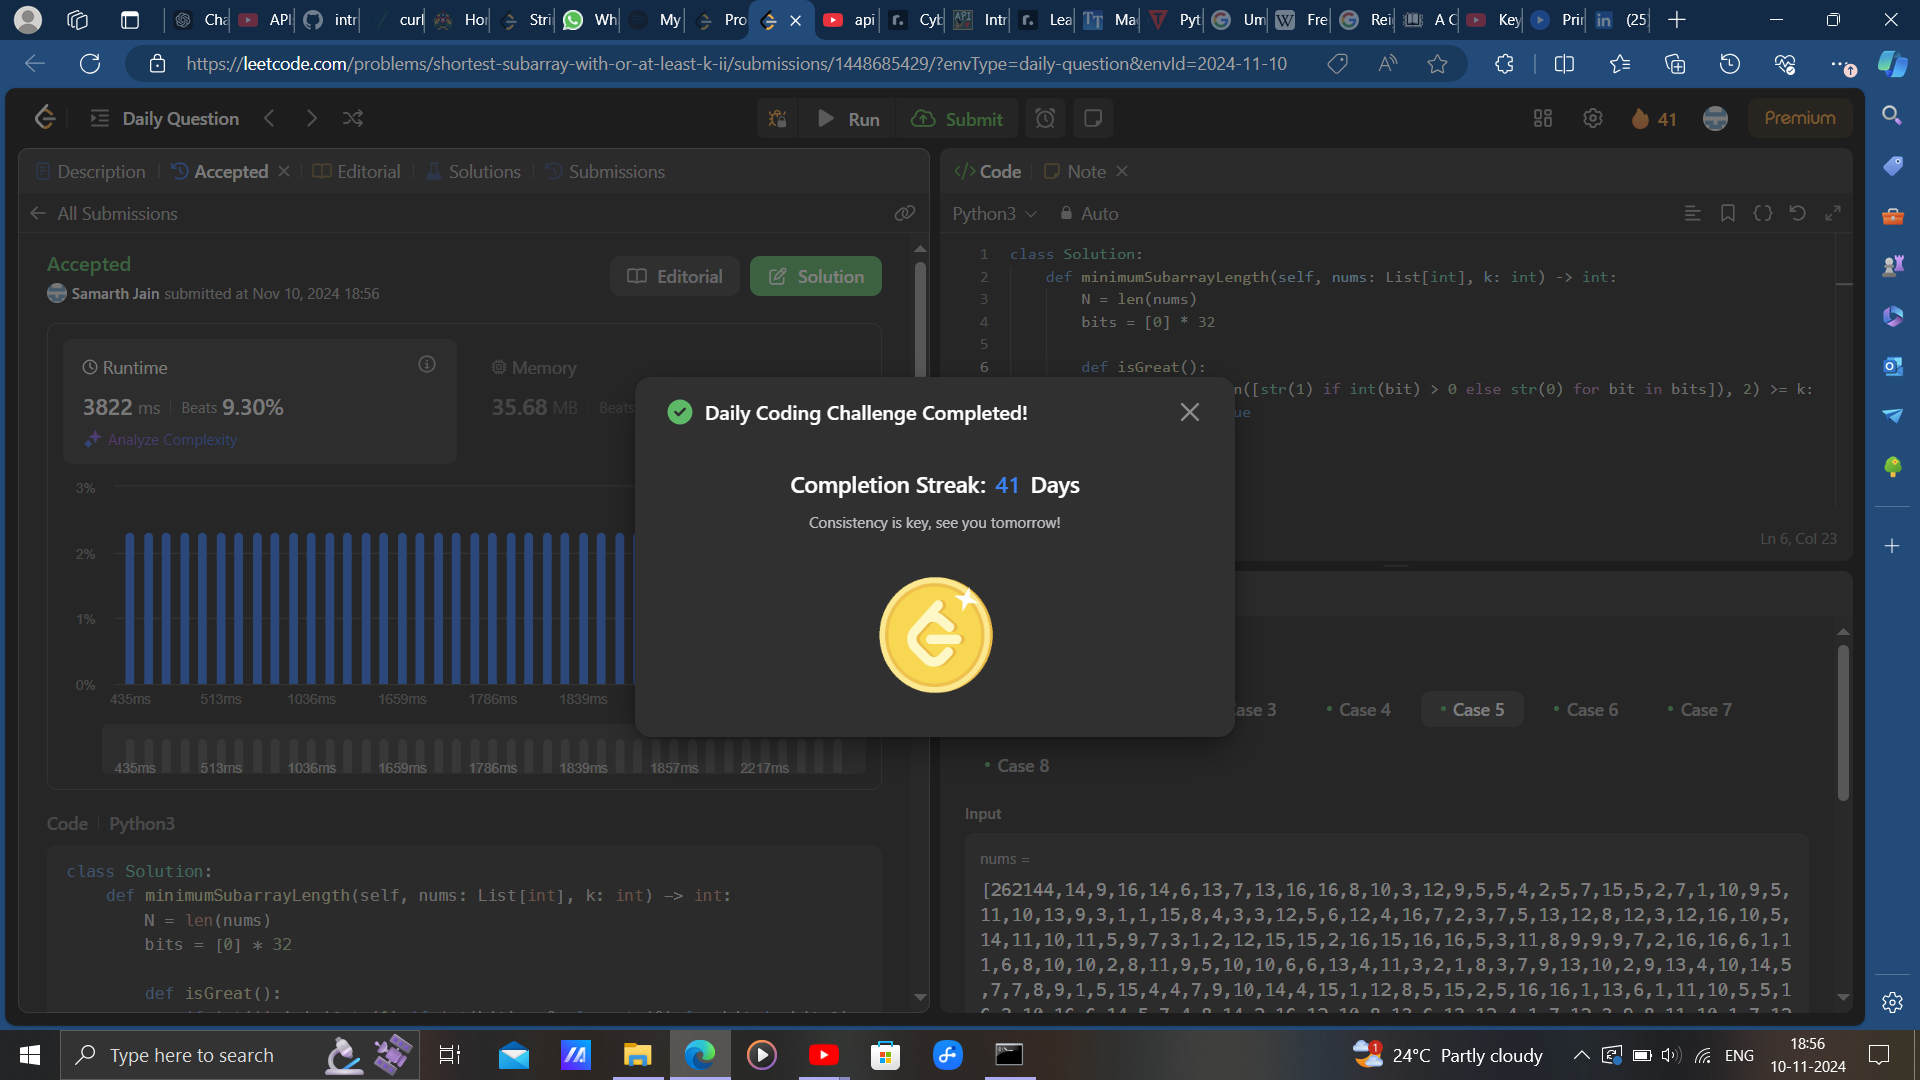 Cha
API
intr
curl
Hor
Stri
Wh
My
Pro
api
Cyb
Intr
Lea
Ma
Pyt
Um
Fre
Rei
A C
Key
Prir
(25
https://leetcode.com/problems/shortest-subarray-with-or-at-least-k-ii/submissions/1448685429/?envType=daily-question&envId=2024-11-10
Daily Question
Run
Submit
41
Premium
Description
Accepted
Editorial
Solutions
Submissions
All Submissions
Accepted
Samarth Jain submitted at Nov 10, 2024 18:56
Editorial
Solution
Runtime
3822 ms
Beats 9.30%
Analyze Complexity
Memory
35.68 MB
Beats
3%
2%
1%
0%
435ms 513ms 1036ms 1659ms 1786ms 1839ms
435ms 513ms 1036ms 1659ms 1786ms 1839ms 1857ms 2217ms
Code | Python3
class Solution:
def minimumSubarrayLength(self, nums: List[int], k: int) -> int:
N = len(nums)
bits = [0] * 32
def isGreat():
Code
Note
Python3
Auto
1 class Solution:
2 def minimumSubarrayLength(self, nums: List[int], k: int) -> int:
3 N = len(nums)
4 bits = [0] * 32
5
6 def isGreat():
n([str(1) if int(bit) > 0 else str(0) for bit in bits]), 2) >= k:
ue
Ln 6, Col 23
Daily Coding Challenge Completed!
Completion Streak: 41 Days
Consistency is key, see you tomorrow!
ase 3
Case 4
Case 5
Case 6
Case 7
Case 8
Input
nums =
[262144,14,9,16,14,6,13,7,13,16,16,8,10,3,12,9,5,5,4,2,5,7,15,5,2,7,1,10,9,5,
11,10,13,9,3,1,1,15,8,4,3,3,12,5,6,12,4,16,7,2,3,7,5,13,12,8,12,3,12,16,10,5,
14,11,10,11,5,9,7,3,1,2,12,15,15,2,16,15,16,16,5,3,11,8,9,9,9,7,2,16,16,6,1,1
1,6,8,10,10,2,8,11,9,5,10,10,6,6,13,4,11,3,2,1,8,3,7,9,13,10,2,9,13,4,10,14,5
,7,7,8,9,1,5,15,4,4,7,9,10,14,4,15,1,12,8,5,15,2,5,16,16,1,13,6,1,11,10,5,5,1
Type here to search
1
24°C Partly cloudy
ENG
18:56
10-11-2024